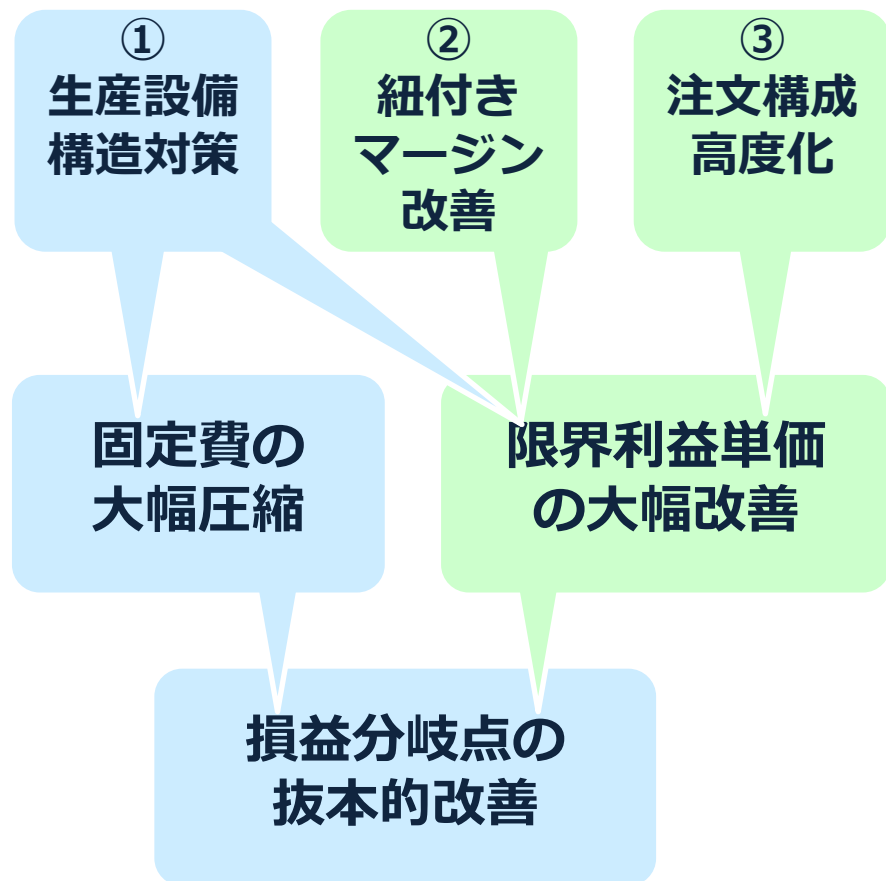 ①
生産設備
構造対策
②
紐付き
マージン
改善
③
注文構成
高度化
固定費の
大幅圧縮
限界利益単価
の大幅改善
損益分岐点の
抜本的改善